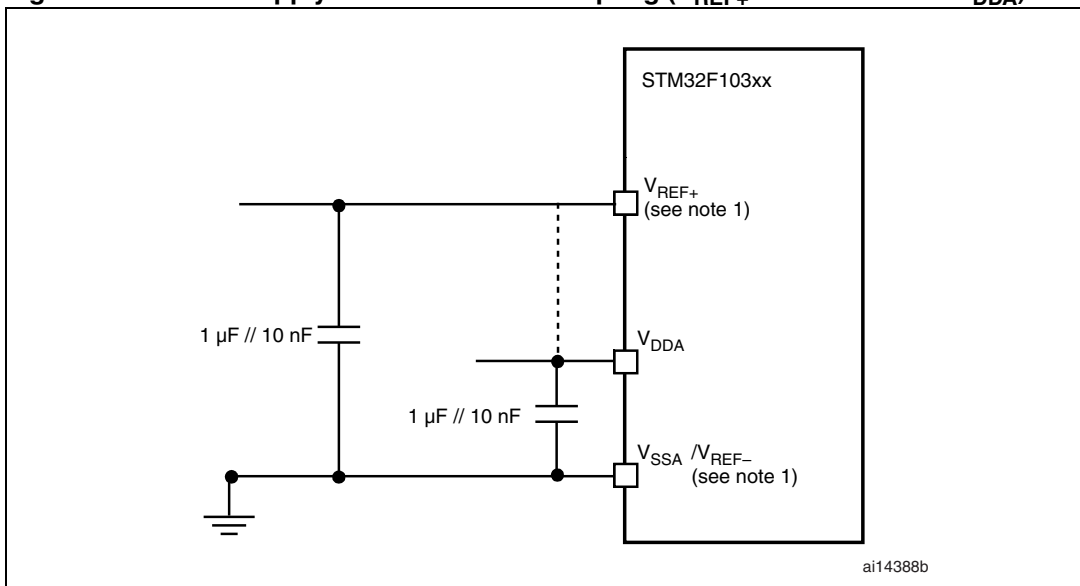 STM32F103xx
VREF+
(see note 1)
1 µF // 10 nF
VDDA
1 µF // 10 nF
VSSA /VREF–
(see note 1)
ai14388b